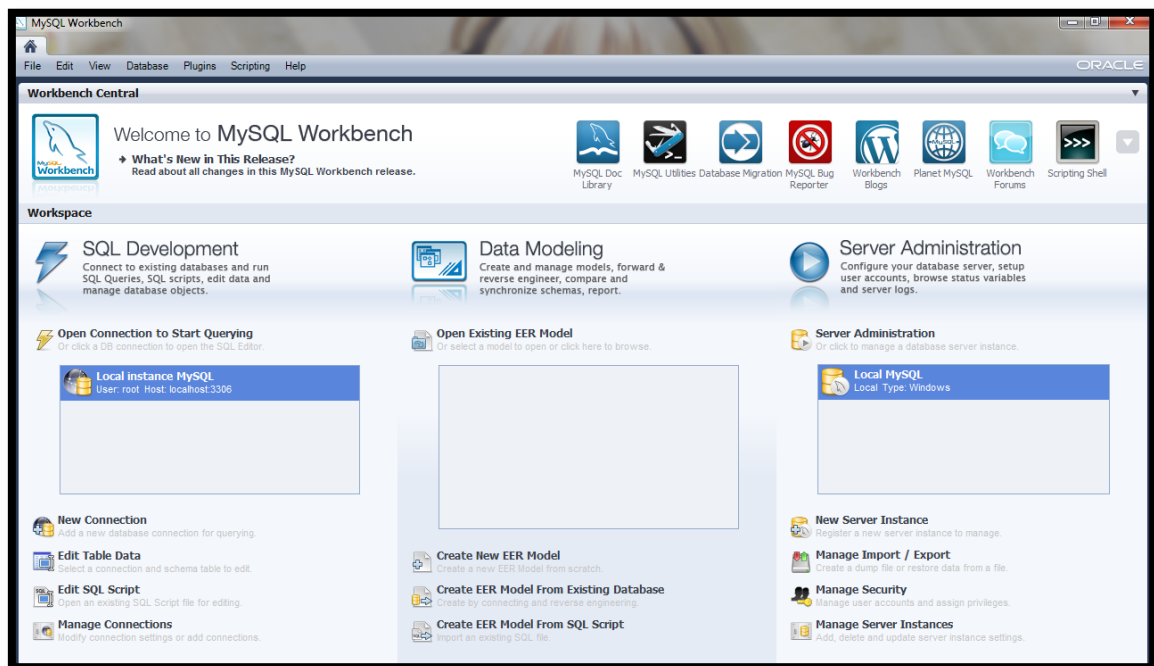 MySQL Workbench
File Edit View Database Plugins Scripting Help
ORACLE
Workbench Central
MySQL
Workbench
Welcome to MySQL Workbench
What's New in This Release?
Read about all changes in this MySQL Workbench release.
MySQL Doc
Library
MySQL Utilities
Database Migration
MySQL Bug
Reporter
Workbench
Blogs
MySQL
Planet MySQL
Workbench
Forums
>>>
Scripting Shell
Workspace
SQL Development
Connect to existing databases and run
SQL Queries, SQL scripts, edit data and
manage database objects.
Open Connection to Start Querying
Or click a DB connection to open the SQL Editor.
Local instance MySQL
User: root Host: localhost:3306
New Connection
Add a new database connection for querying.
Edit Table Data
Select a connection and schema table to edit.
Edit SQL Script
Open an existing SQL Script file for editing.
Manage Connections
Modify connection settings or add connections.
Data Modeling
Create and manage models, forward &
reverse engineer, compare and
synchronize schemas, report.
Open Existing EER Model
Or select a model to open or click here to browse.
Create New EER Model
Create a new EER Model from scratch.
Create EER Model From Existing Database
Create by connecting and reverse engineering.
Create EER Model From SQL Script
Import an existing SQL file.
Server Administration
Configure your database server, setup
user accounts, browse status variables
and server logs.
Server Administration
Or click to manage a database server instance.
Local MySQL
Local Type: Windows
New Server Instance
Register a new server instance to manage.
Manage Import / Export
Create a dump file or restore data from a file.
Manage Security
Manage user accounts and assign privileges.
Manage Server Instances
Add, delete and update server instance settings.